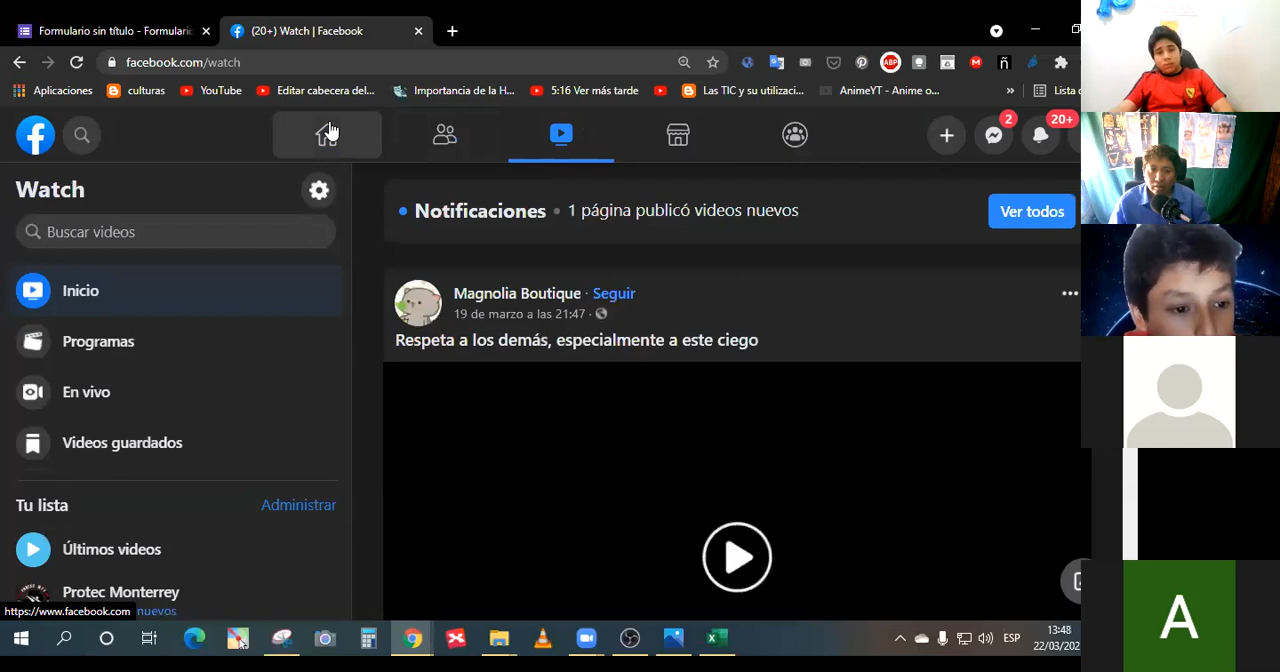 Formulario sin título - Formulario
(20+) Watch | Facebook
facebook.com/watch
ABP
ñ
Aplicaciones
culturas
YouTube
Editar cabecera del...
Importancia de la H...
5:16 Ver más tarde
Las TIC y su utilizaci...
AnimeYT - Anime o...
»
Lista
2
20+
Watch
Buscar videos
Inicio
Programas
En vivo
Videos guardados
Tu lista
Administrar
Últimos videos
Protec Monterrey
nuevos
https://www.facebook.com
Notificaciones • 1 página publicó videos nuevos
Ver todos
Magnolia Boutique · Seguir
19 de marzo a las 21:47 ·
Respeta a los demás, especialmente a este ciego
ESP
13:48
22/03/202
A